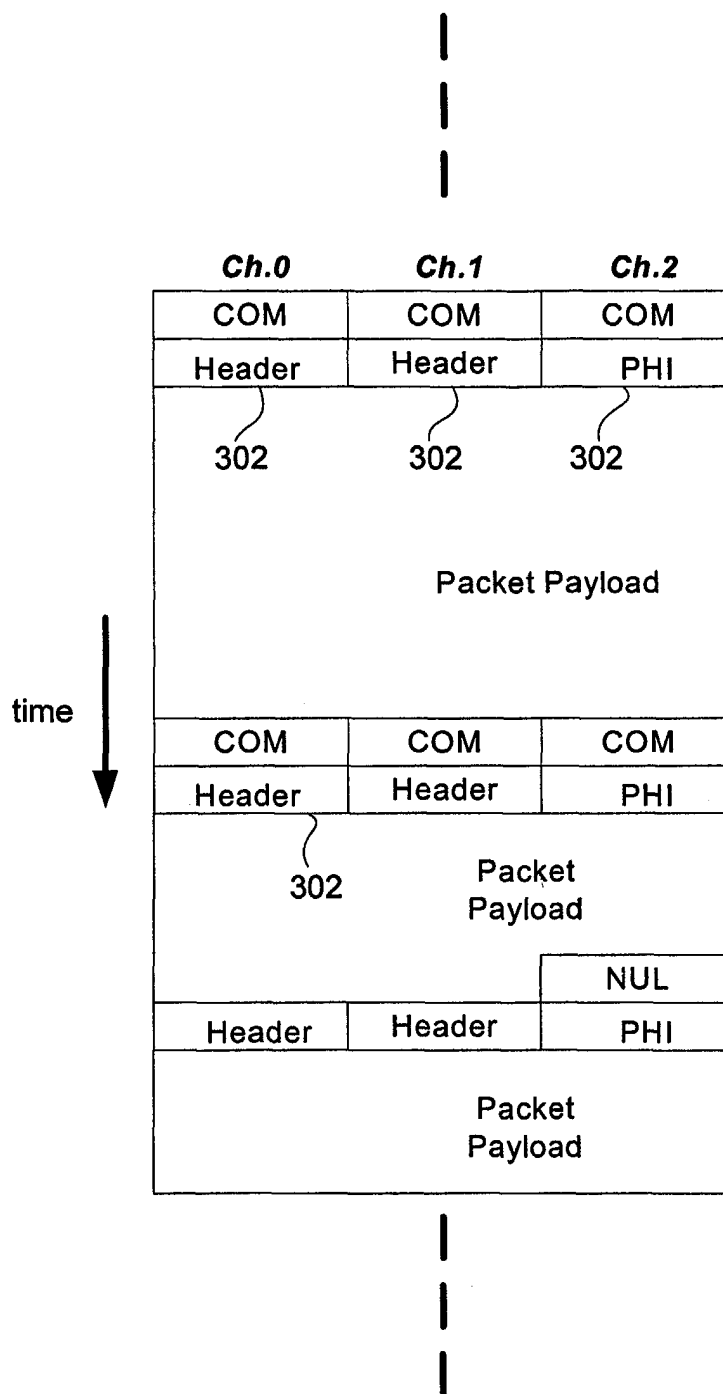 Ch.0 Ch.1 Ch.2
COM COM COM
Header Header PHI
302 302 302
Packet Payload
time
COM COM COM
Header Header PHI
302
Packet
Payload
NUL
Header Header PHI
Packet
Payload